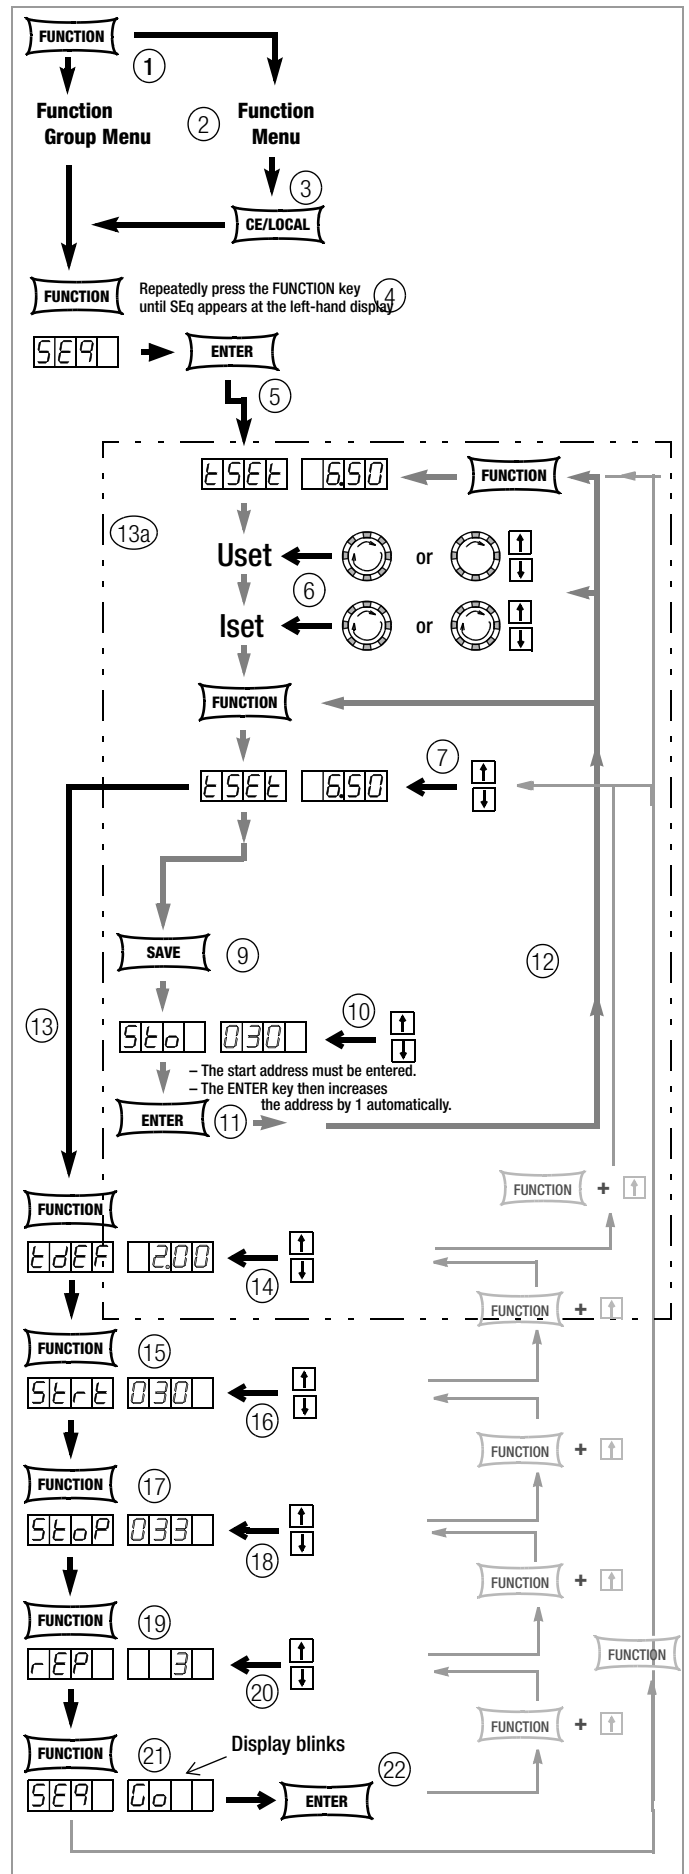 FUNCTION
1
Function
Group Menu
2
Function
Menu
3
CE/LOCAL
FUNCTION
Repeatedly press the FUNCTION key
until SEq appears at the left-hand display
4
SEq
ENTER
5
tSEt 6.50
FUNCTION
13a
Uset
or
6
Iset
or
FUNCTION
7
tSEt 6.50
SAVE
9
12
13
10
Sto 030
– The start address must be entered.
– The ENTER key then increases
the address by 1 automatically.
ENTER
11
FUNCTION +
FUNCTION
tdEF 2.00
14
FUNCTION +
FUNCTION
15
Strt 030
16
FUNCTION +
FUNCTION
17
StoP 033
18
FUNCTION +
FUNCTION
19
FUNCTION
rEP 3
20
FUNCTION +
FUNCTION
21
Display blinks
22
SEq Go
ENTER